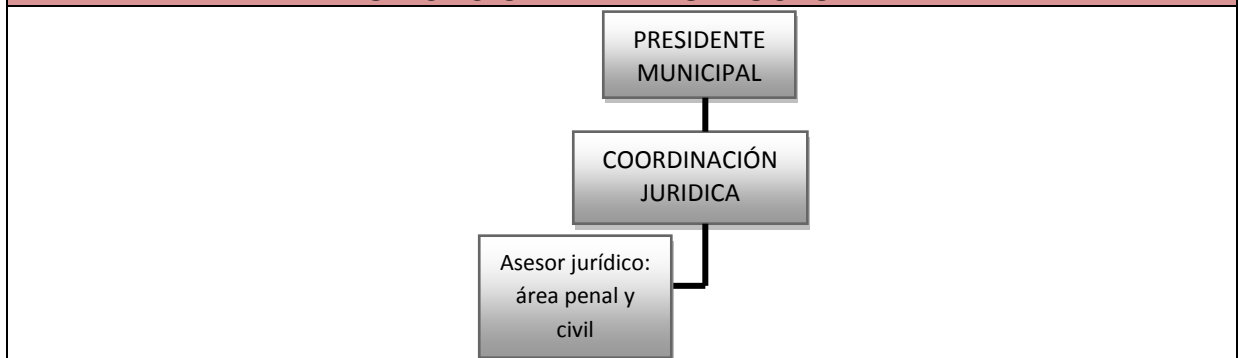 PRESIDENTE
MUNICIPAL
COORDINACIÓN
JURIDICA
Asesor jurídico:
área penal y
civil